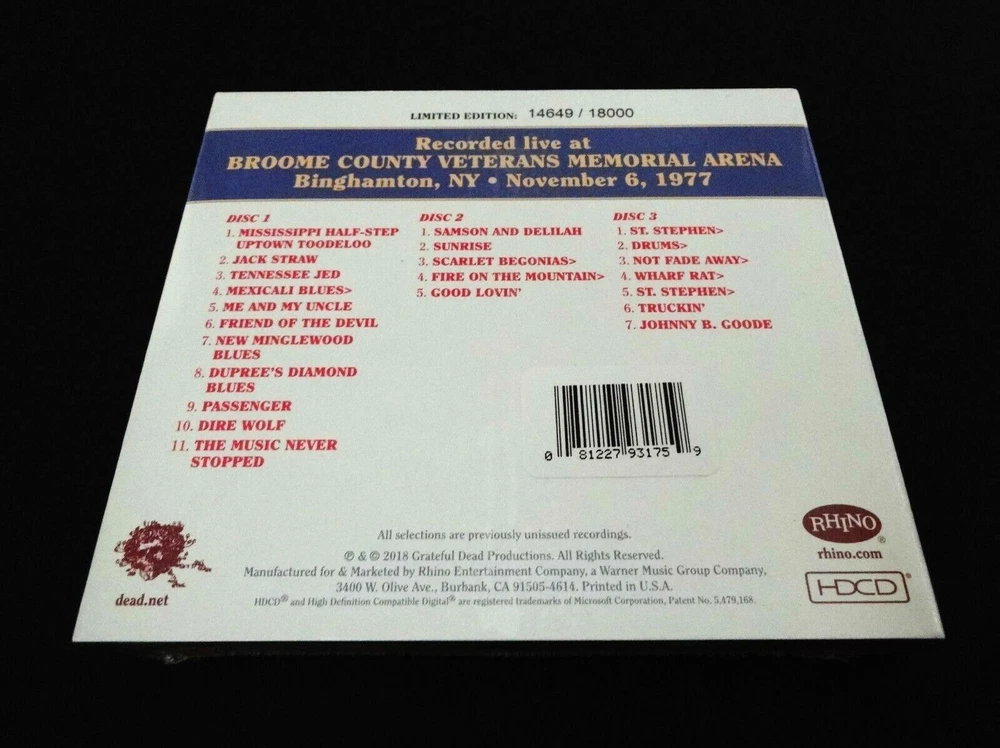 LIMITED EDITION: 14649 / 18000
Recorded live at
BROOME COUNTY VETERANS MEMORIAL ARENA
Binghamton, NY • November 6, 1977
DISC 1
1. MISSISSIPPI HALF-STEP
UPTOWN TOODELOO
2. JACK STRAW
3. TENNESSEE JED
4. MEXICALI BLUES>
5. ME AND MY UNCLE
6. FRIEND OF THE DEVIL
7. NEW MINGLEWOOD
BLUES
8. DUPREE'S DIAMOND
BLUES
9. PASSENGER
10. DIRE WOLF
11. THE MUSIC NEVER
STOPPED
DISC 2
1. SAMSON AND DELILAH
2. SUNRISE
3. SCARLET BEGONIAS>
4. FIRE ON THE MOUNTAIN>
5. GOOD LOVIN'
DISC 3
1. ST. STEPHEN>
2. DRUMS>
3. NOT FADE AWAY>
4. WHARF RAT>
5. ST. STEPHEN>
6. TRUCKIN'
7. JOHNNY B. GOODE
0 81227 93175 9
All selections are previously unissued recordings.
℗ & © 2018 Grateful Dead Productions. All Rights Reserved.
Manufactured for & Marketed by Rhino Entertainment Company, a Warner Music Group Company,
3400 W. Olive Ave., Burbank, CA 91505-4614. Printed in U.S.A.
HDCD® and High Definition Compatible Digital® are registered trademarks of Microsoft Corporation, Patent No. 5,479,168.
dead.net
RHINO®
rhino.com
HDCD®